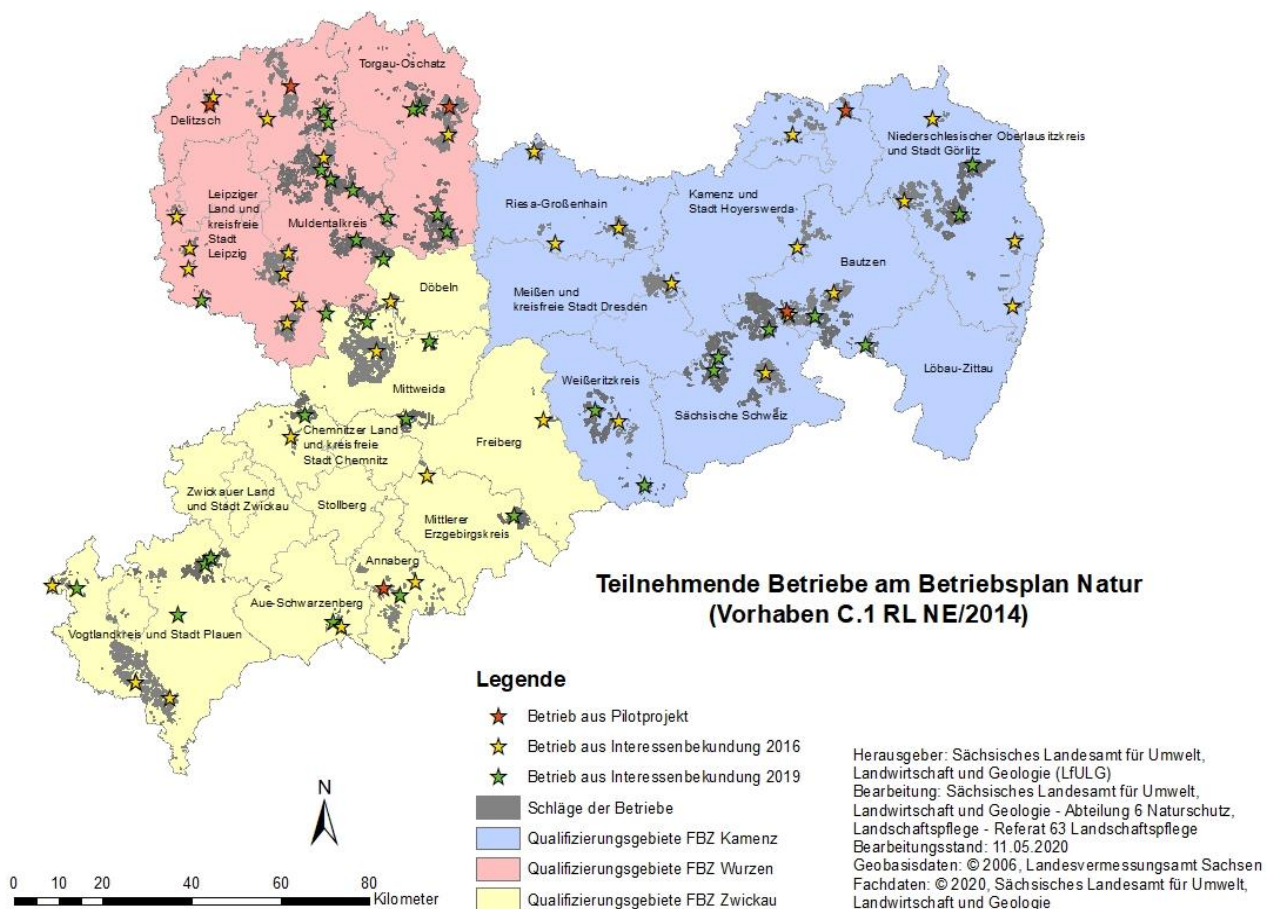 Torgau-Oschatz
Delitzsch
Niederschlesischer Oberlausitzkreis
und Stadt Görlitz
Leipziger
Land und
kreisfreie
Stadt
Leipzig
Muldentalkreis
Riesa-Großenhain
Kamenz und
Stadt Hoyerswerda
Bautzen
Döbeln
Meißen und
kreisfreie Stadt Dresden
Löbau-Zittau
Mittweida
Weißeritzkreis
Sächsische Schweiz
Chemnitzer Land
und kreisfreie
Stadt Chemnitz
Freiberg
Zwickauer Land
und Stadt Zwickau
Stollberg
Mittlerer
Erzgebirgskreis
Annaberg
Aue-Schwarzenberg
Vogtlandkreis und Stadt Plauen
Teilnehmende Betriebe am Betriebsplan Natur
(Vorhaben C.1 RL NE/2014)
Legende
Betrieb aus Pilotprojekt
Betrieb aus Interessenbekundung 2016
Betrieb aus Interessenbekundung 2019
Schläge der Betriebe
Qualifizierungsgebiete FBZ Kamenz
Qualifizierungsgebiete FBZ Wurzen
Qualifizierungsgebiete FBZ Zwickau
Herausgeber: Sächsisches Landesamt für Umwelt,
Landwirtschaft und Geologie (LfULG)
Bearbeitung: Sächsisches Landesamt für Umwelt,
Landwirtschaft und Geologie - Abteilung 6 Naturschutz,
Landschaftspflege - Referat 63 Landschaftspflege
Bearbeitungsstand: 11.05.2020
Geobasisdaten: © 2006, Landesvermessungsamt Sachsen
Fachdaten: © 2020, Sächsisches Landesamt für Umwelt,
Landwirtschaft und Geologie
N
0 10 20 40 60 80 Kilometer